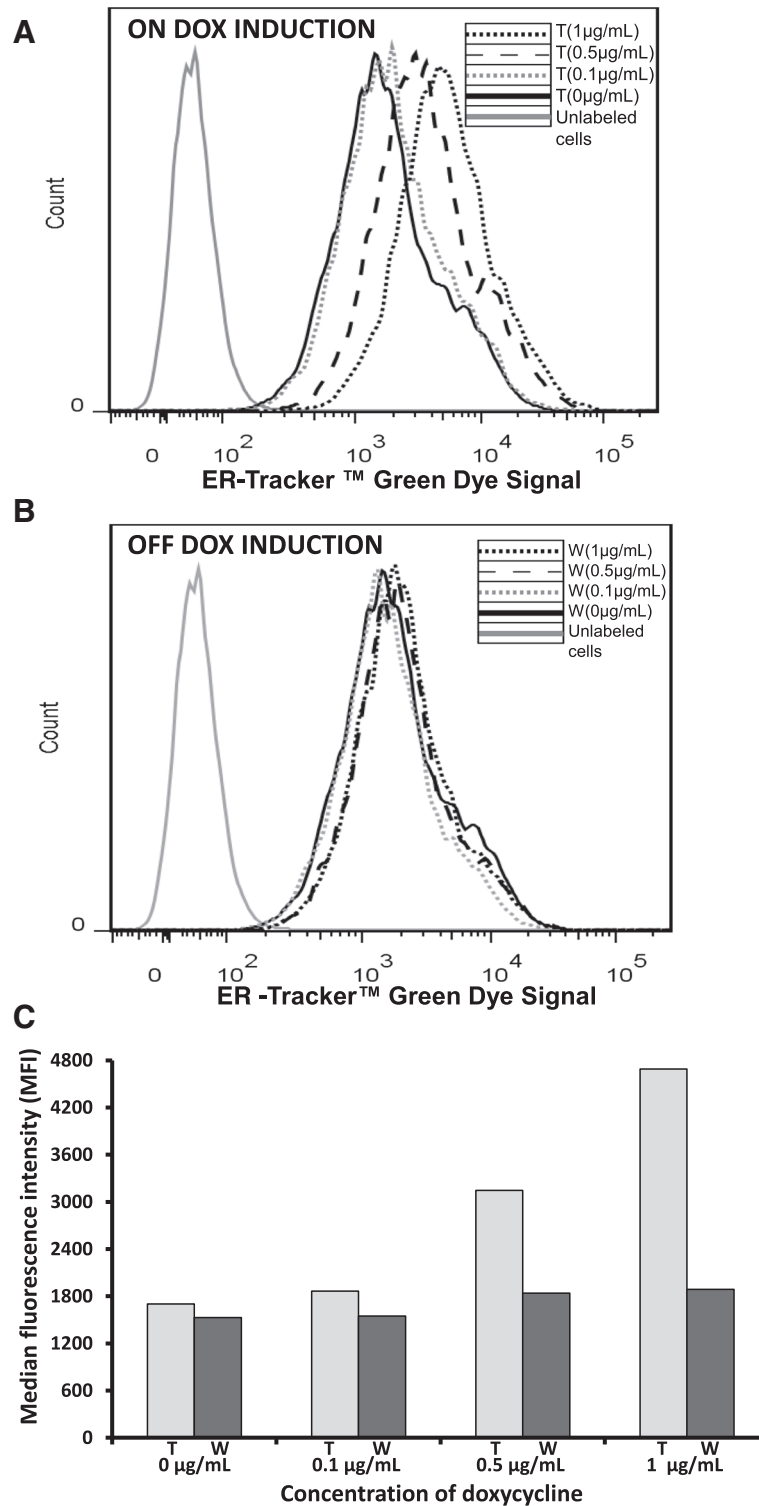 A
ON DOX INDUCTION
T(1µg/mL)
T(0.5µg/mL)
T(0.1µg/mL)
T(0µg/mL)
Unlabeled
cells
Count
0
0 10² 10³ 10⁴ 10⁵
ER-Tracker ™ Green Dye Signal
B
OFF DOX INDUCTION
W(1µg/mL)
W(0.5µg/mL)
W(0.1µg/mL)
W(0µg/mL)
Unlabeled
cells
Count
0
0 10² 10³ 10⁴ 10⁵
ER -Tracker™ Green Dye Signal
C
Median fluorescence intensity (MFI)
4800
4200
3600
3000
2400
1800
1200
600
0
T W T W T W T W
0 µg/mL 0.1 µg/mL 0.5 µg/mL 1 µg/mL
Concentration of doxycycline